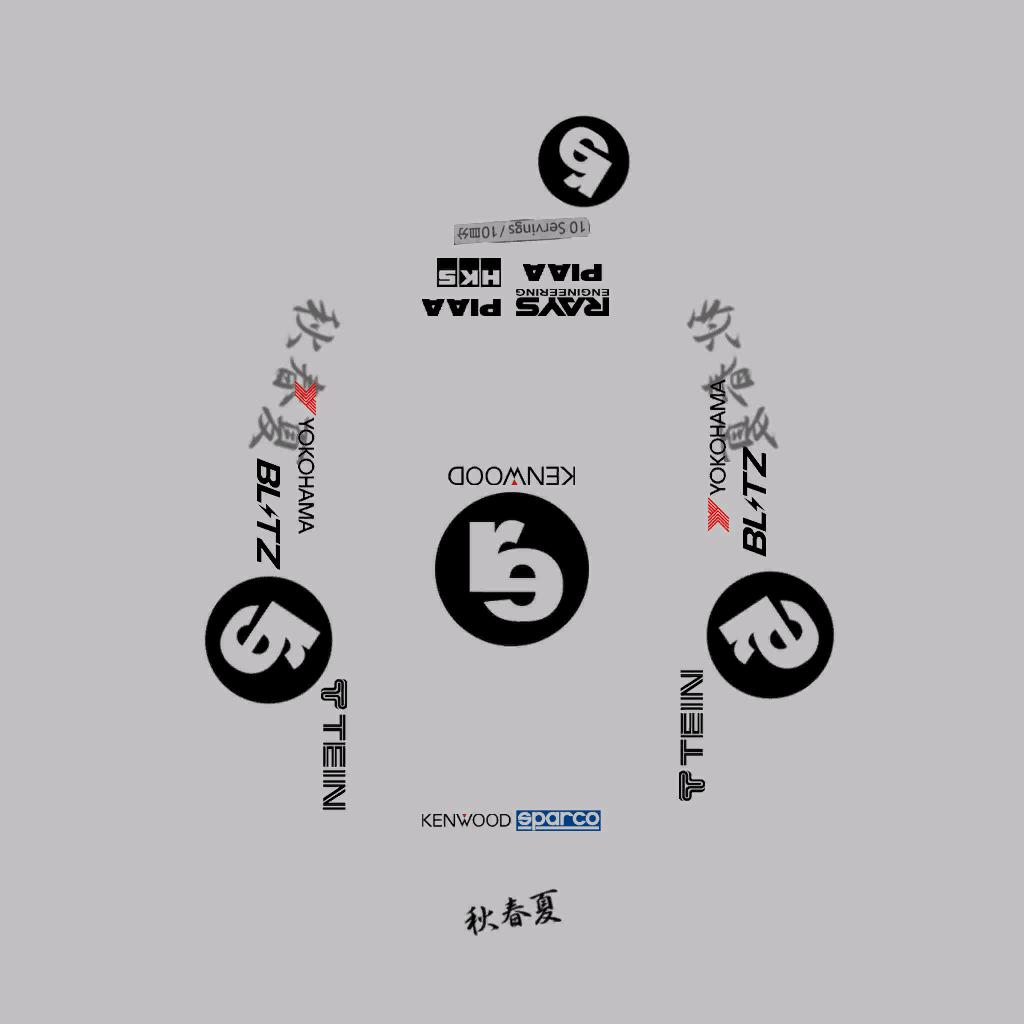 10 Servings / 10皿分
HKS PIAA
PIAA RAYS ENGINEERING
秋春夏
秋春夏
YOKOHAMA
YOKOHAMA
BLITZ
BLITZ
KENWOOD
TEIN
TEIN
KENWOOD sparco
秋春夏